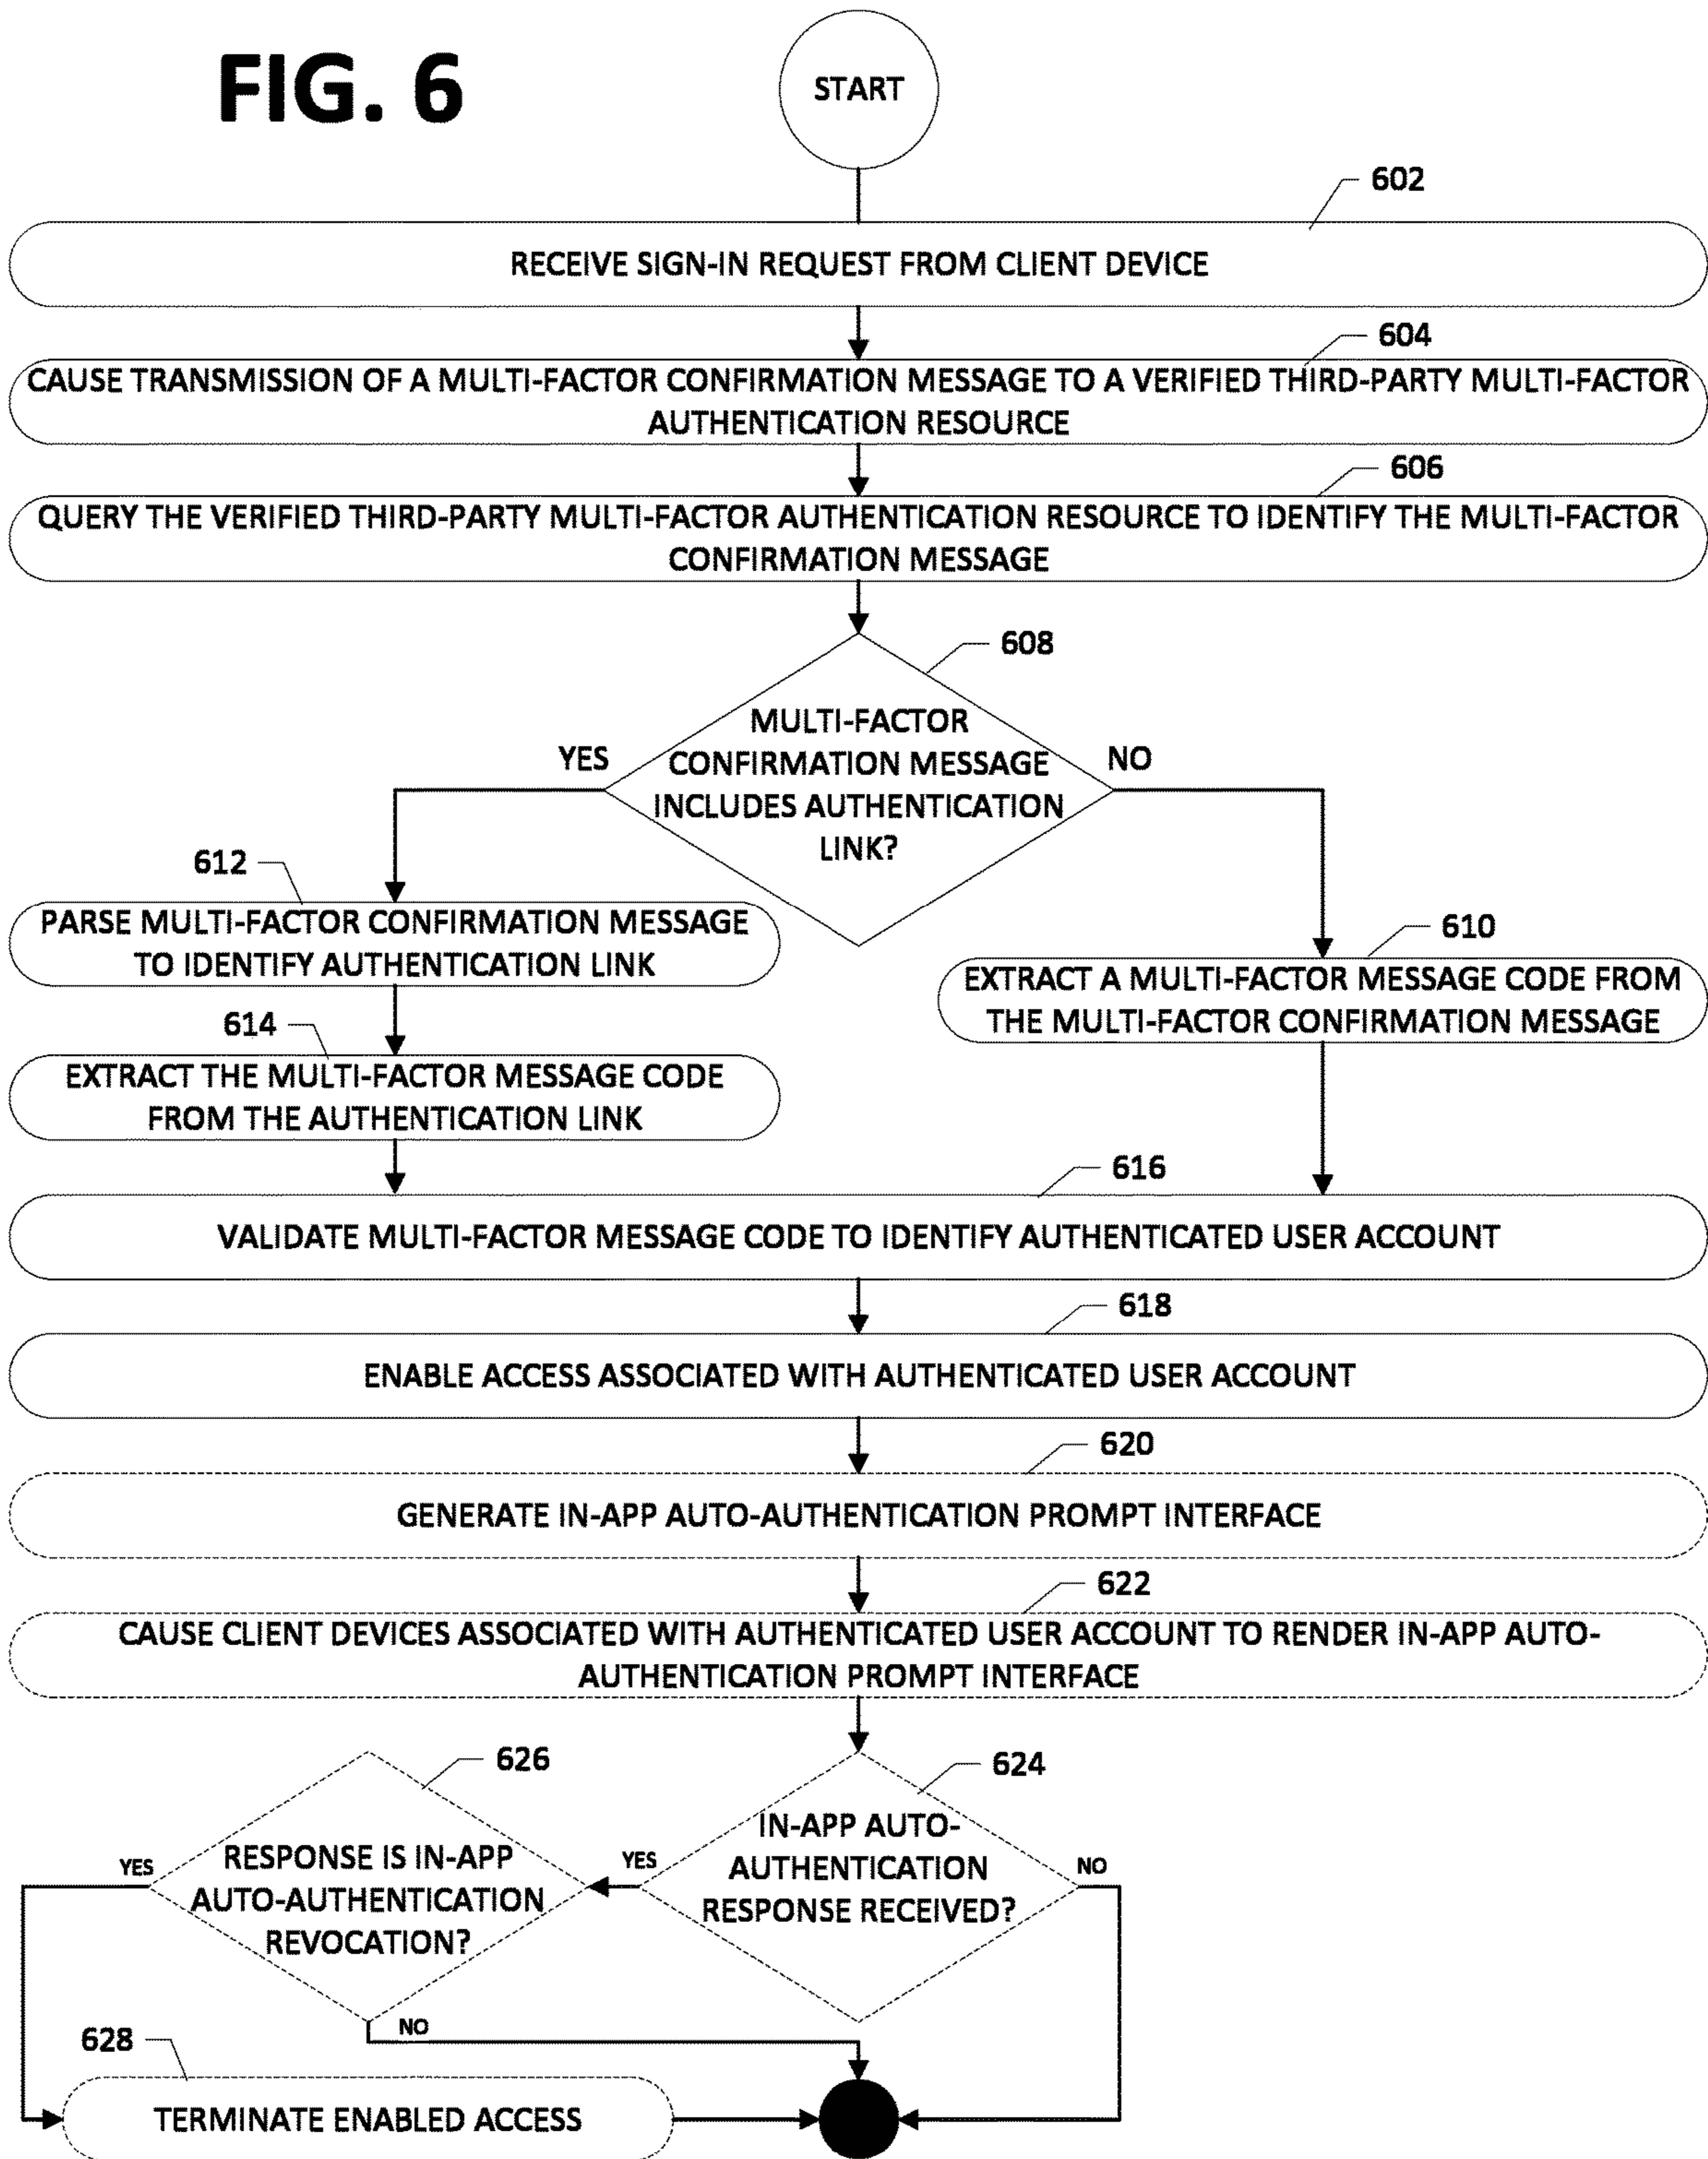 FIG. 6
START
602
RECEIVE SIGN-IN REQUEST FROM CLIENT DEVICE
604
CAUSE TRANSMISSION OF A MULTI-FACTOR CONFIRMATION MESSAGE TO A VERIFIED THIRD-PARTY MULTI-FACTOR
AUTHENTICATION RESOURCE
606
QUERY THE VERIFIED THIRD-PARTY MULTI-FACTOR AUTHENTICATION RESOURCE TO IDENTIFY THE MULTI-FACTOR
CONFIRMATION MESSAGE
608
MULTI-FACTOR
CONFIRMATION MESSAGE
INCLUDES AUTHENTICATION
LINK?
YES
NO
612
PARSE MULTI-FACTOR CONFIRMATION MESSAGE
TO IDENTIFY AUTHENTICATION LINK
610
EXTRACT A MULTI-FACTOR MESSAGE CODE FROM
THE MULTI-FACTOR CONFIRMATION MESSAGE
614
EXTRACT THE MULTI-FACTOR MESSAGE CODE
FROM THE AUTHENTICATION LINK
616
VALIDATE MULTI-FACTOR MESSAGE CODE TO IDENTIFY AUTHENTICATED USER ACCOUNT
618
ENABLE ACCESS ASSOCIATED WITH AUTHENTICATED USER ACCOUNT
620
GENERATE IN-APP AUTO-AUTHENTICATION PROMPT INTERFACE
622
CAUSE CLIENT DEVICES ASSOCIATED WITH AUTHENTICATED USER ACCOUNT TO RENDER IN-APP AUTO-
AUTHENTICATION PROMPT INTERFACE
624
IN-APP AUTO-
AUTHENTICATION
RESPONSE RECEIVED?
YES
NO
626
RESPONSE IS IN-APP
AUTO-AUTHENTICATION
REVOCATION?
YES
NO
628
TERMINATE ENABLED ACCESS